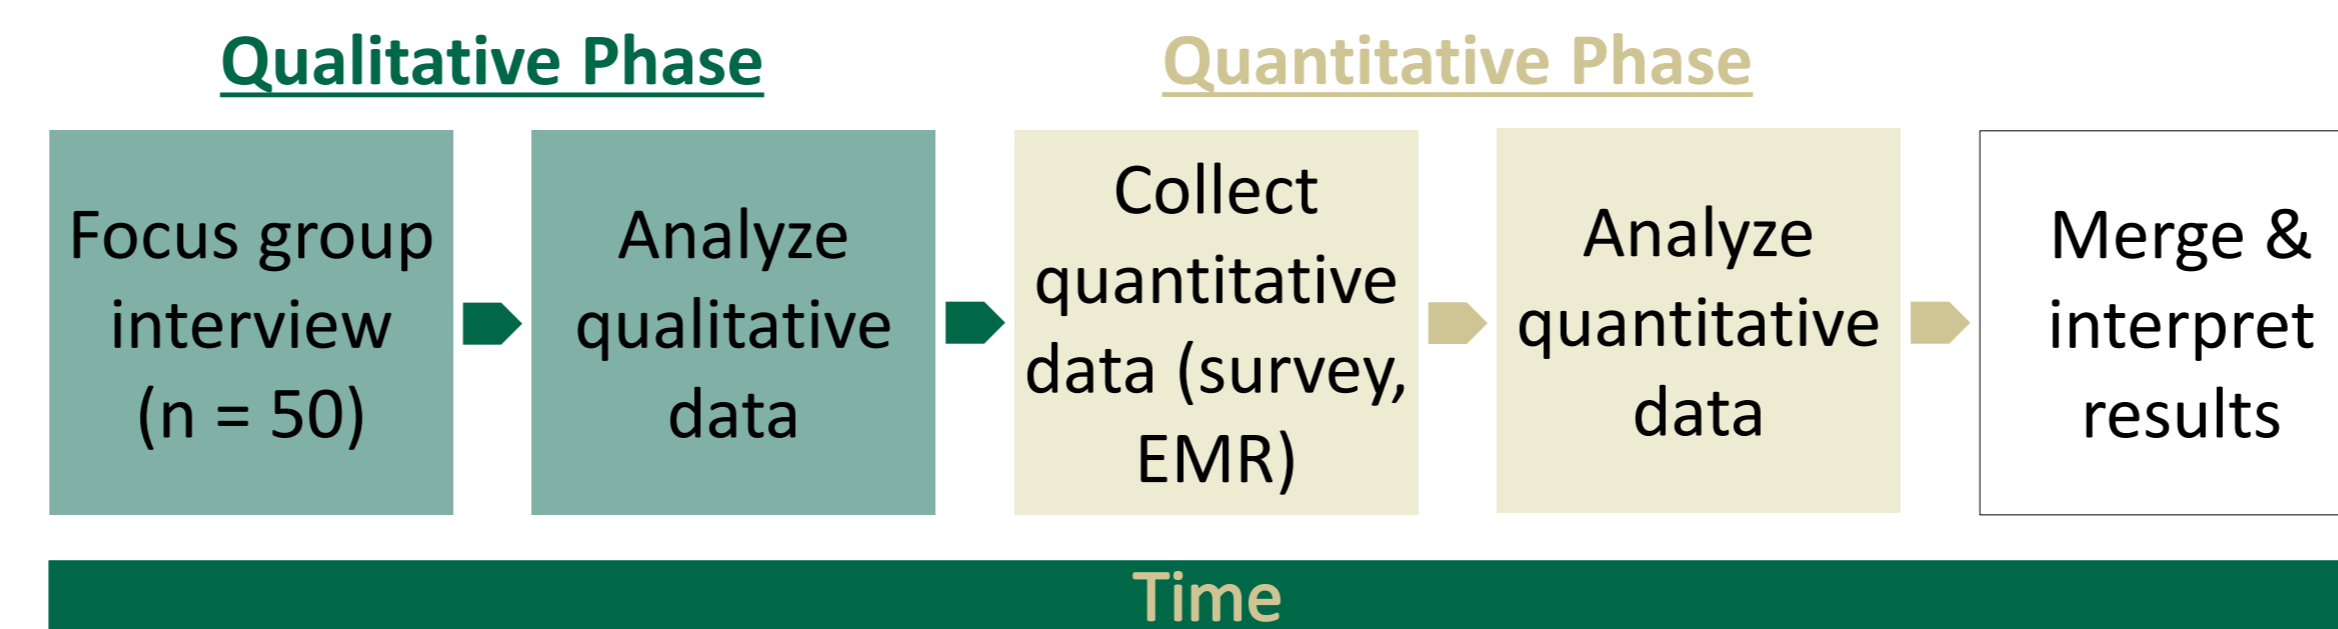 Qualitative Phase
Quantitative Phase
Focus group
interview
(n = 50)
Analyze
qualitative
data
Collect
quantitative
data (survey,
EMR)
Analyze
quantitative
data
Merge &
interpret
results
Time